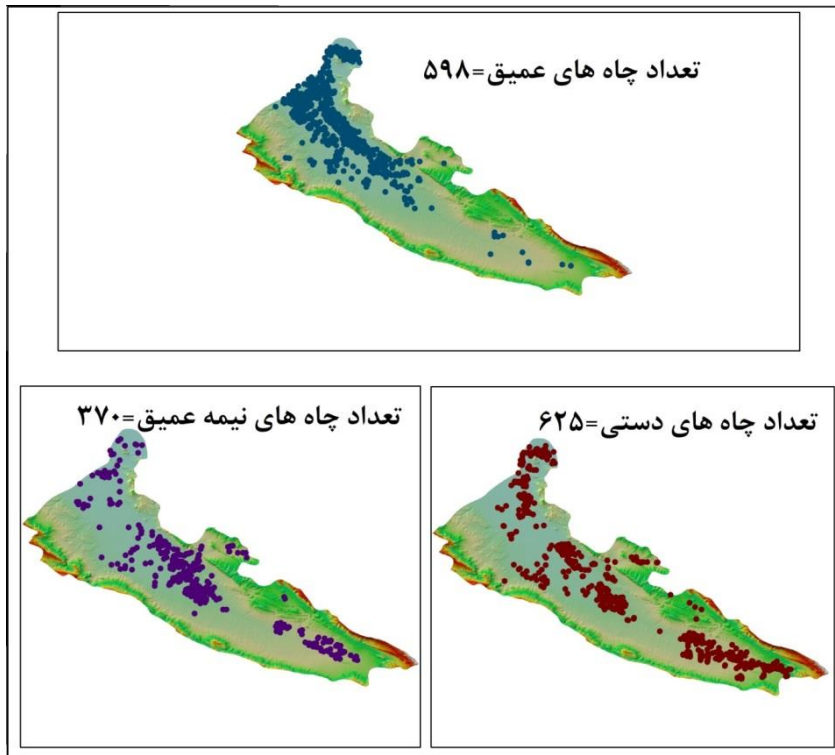 تعداد چاه های عمیق=۵۹۸
تعداد چاه های دستی=۶۲۵
تعداد چاه های نیمه عمیق=۳۷۰